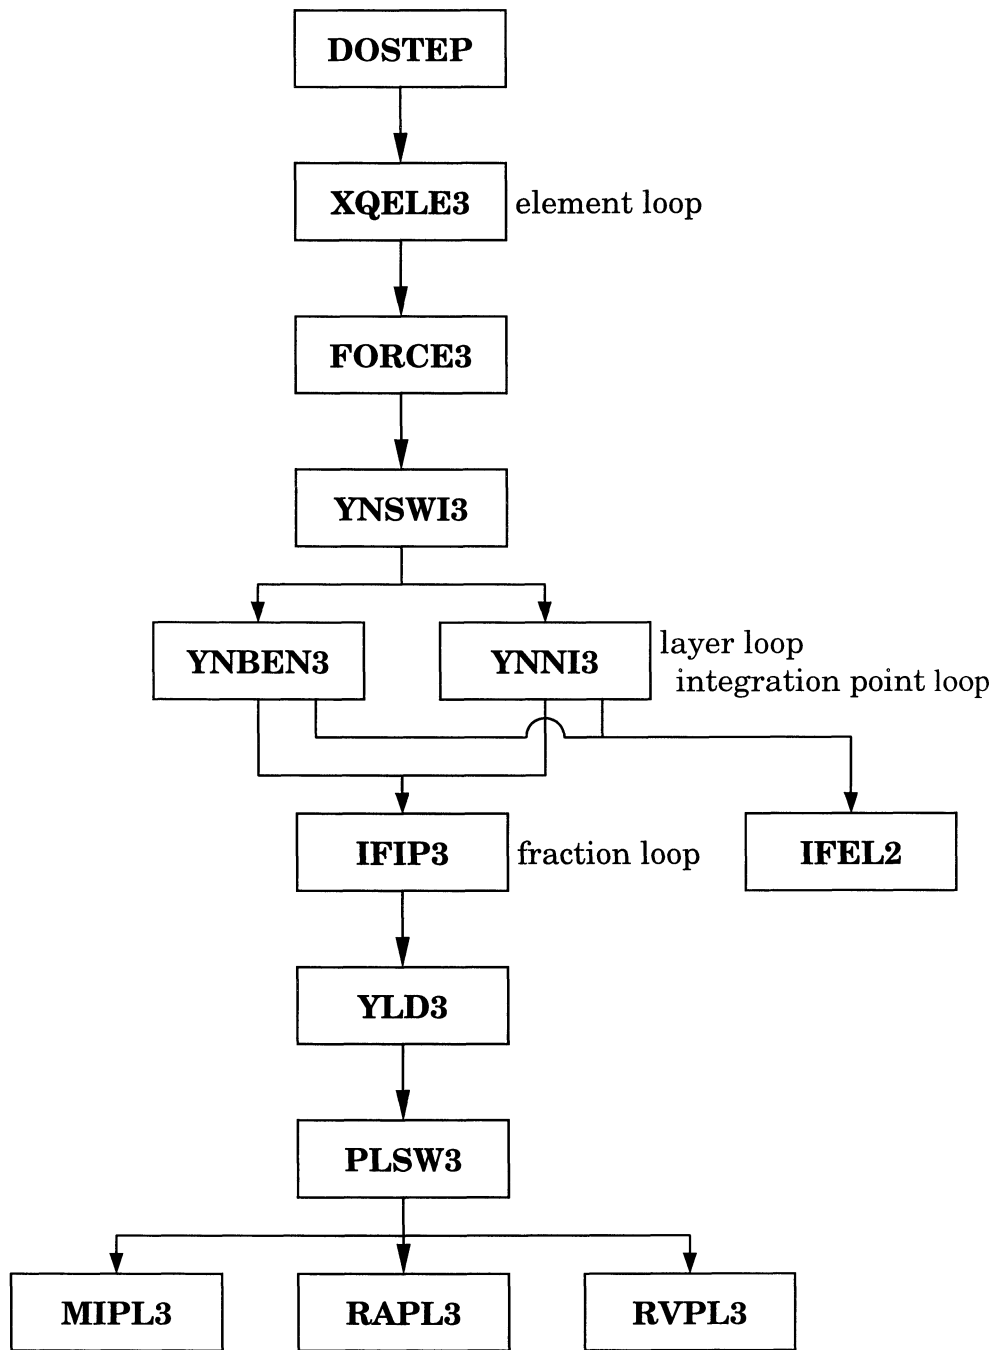 DOSTEP
XQELE3 element loop
FORCE3
YNSWI3
YNBEN3
YNNI3
layer loop
integration point loop
IFIP3 fraction loop
IFEL2
YLD3
PLSW3
MIPL3
RAPL3
RVPL3